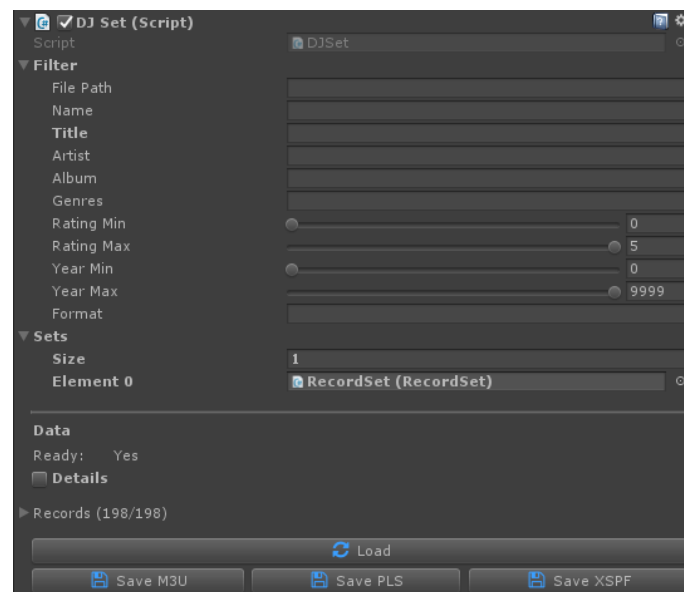 DJ Set (Script)
Script DJSet
Filter
File Path
Name
Title
Artist
Album
Genres
Rating Min 0
Rating Max 5
Year Min 0
Year Max 9999
Format
Sets
Size 1
Element 0 RecordSet (RecordSet)
Data
Ready: Yes
Details
Records (198/198)
Load
Save M3U Save PLS Save XSPF